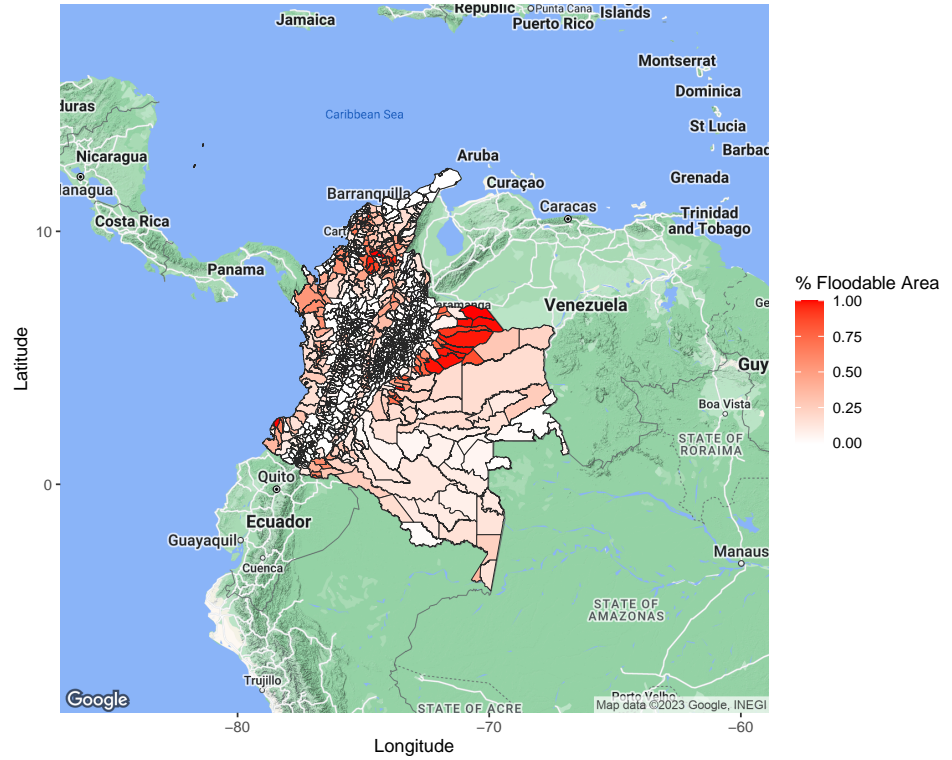 Jamaica
Republic
Punta Cana
Islands
Puerto Rico
Montserrat
Dominica
St Lucia
Barbad
duras
Caribbean Sea
Nicaragua
lanagua
Costa Rica
Panama
Aruba
Curaçao
Grenada
Barranquilla
Cart
Caracas
Trinidad
and Tobago
aramanga
Venezuela
Ge
Guy
Boa Vista
STATE OF
RORAIMA
Quito
Ecuador
Guayaquil
Cuenca
Manaus
STATE OF
AMAZONAS
Trujillo
Porto Velho
STATE OF ACRE
Google
Map data ©2023 Google, INEGI
10
0
Latitude
−80
−70
−60
Longitude
% Floodable Area
1.00
0.75
0.50
0.25
0.00